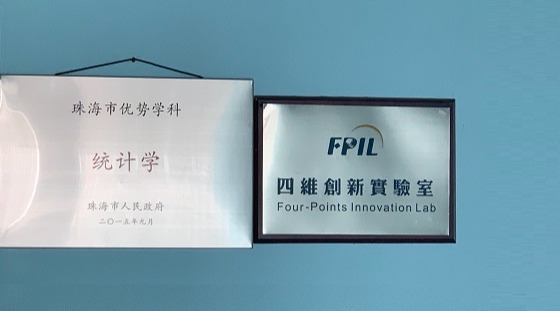 珠海市优势学科
统计学
珠海市人民政府
二〇一五年九月
FPIL
四維創新實驗室
Four-Points Innovation Lab